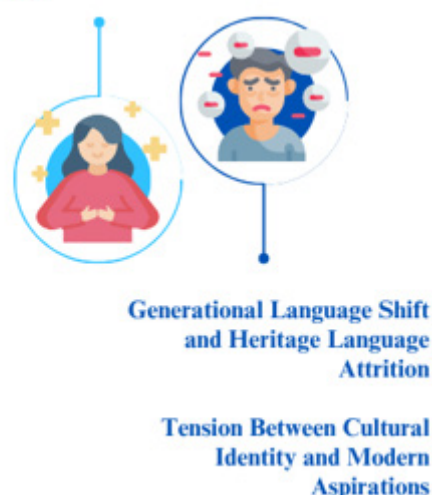 Generational Language Shift
and Heritage Language
Attrition
Tension Between Cultural
Identity and Modern
Aspirations